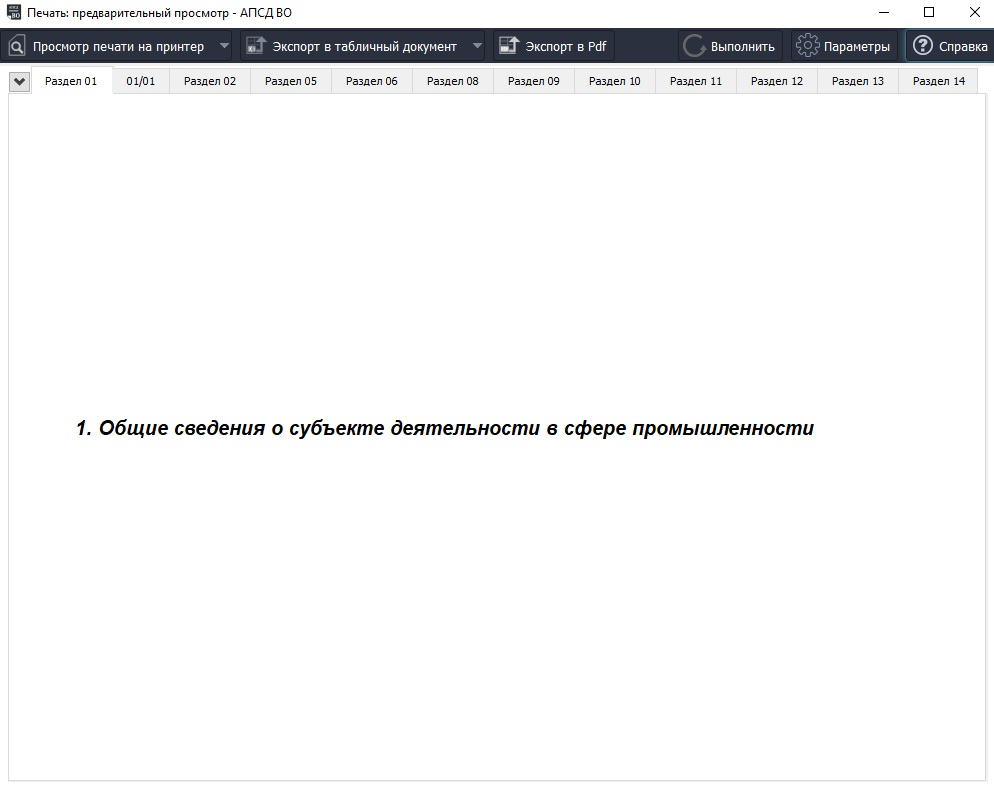 Печать: предварительный просмотр - АПСД ВО
Просмотр печати на принтер
Экспорт в табличный документ
Экспорт в Pdf
Выполнить
Параметры
Справка
Раздел 01
01/01
Раздел 02
Раздел 05
Раздел 06
Раздел 08
Раздел 09
Раздел 10
Раздел 11
Раздел 12
Раздел 13
Раздел 14
1. Общие сведения о субъекте деятельности в сфере промышленности